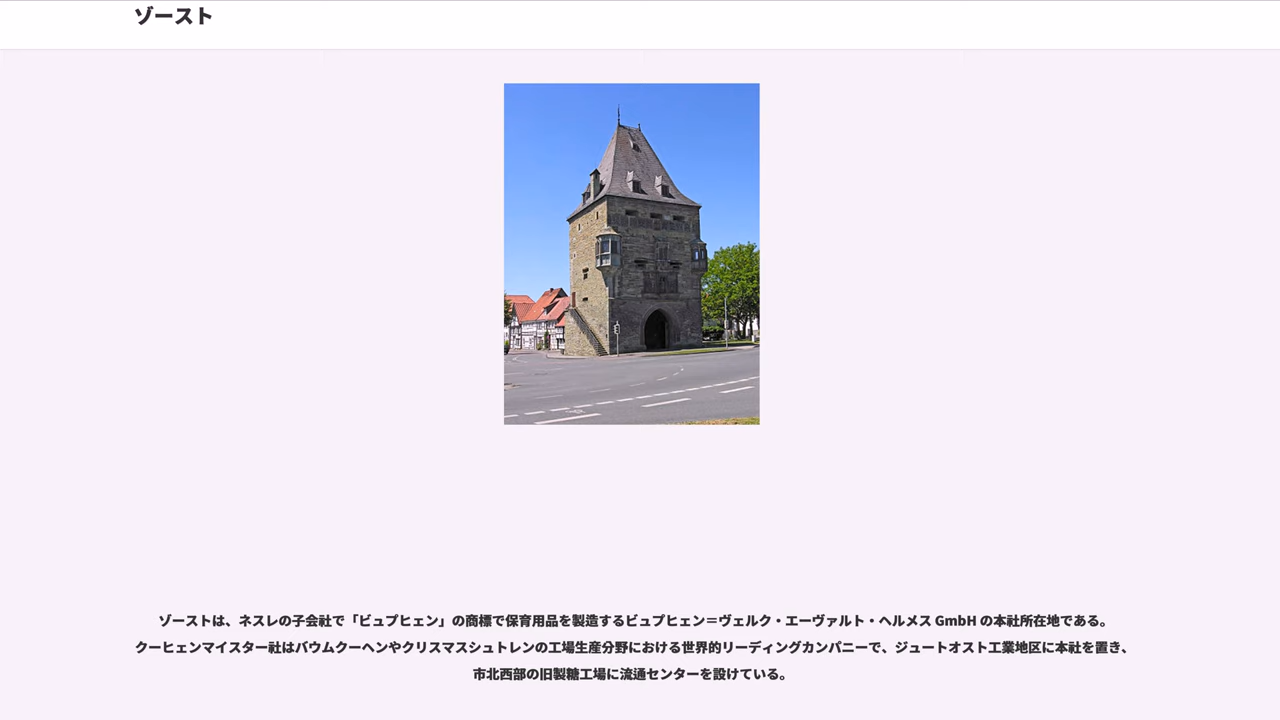 ゾースト
ゾーストは、ネスレの子会社で「ビュプヒェン」の商標で保育用品を製造するビュプヒェン＝ヴェルク・エーヴァルト・ヘルメス GmbH の本社所在地である。
クーヒェンマイスター社はバウムクーヘンやクリスマスシュトレンの工場生産分野における世界的リーディングカンパニーで、ジュートオスト工業地区に本社を置き、
市北西部の旧製糖工場に流通センターを設けている。